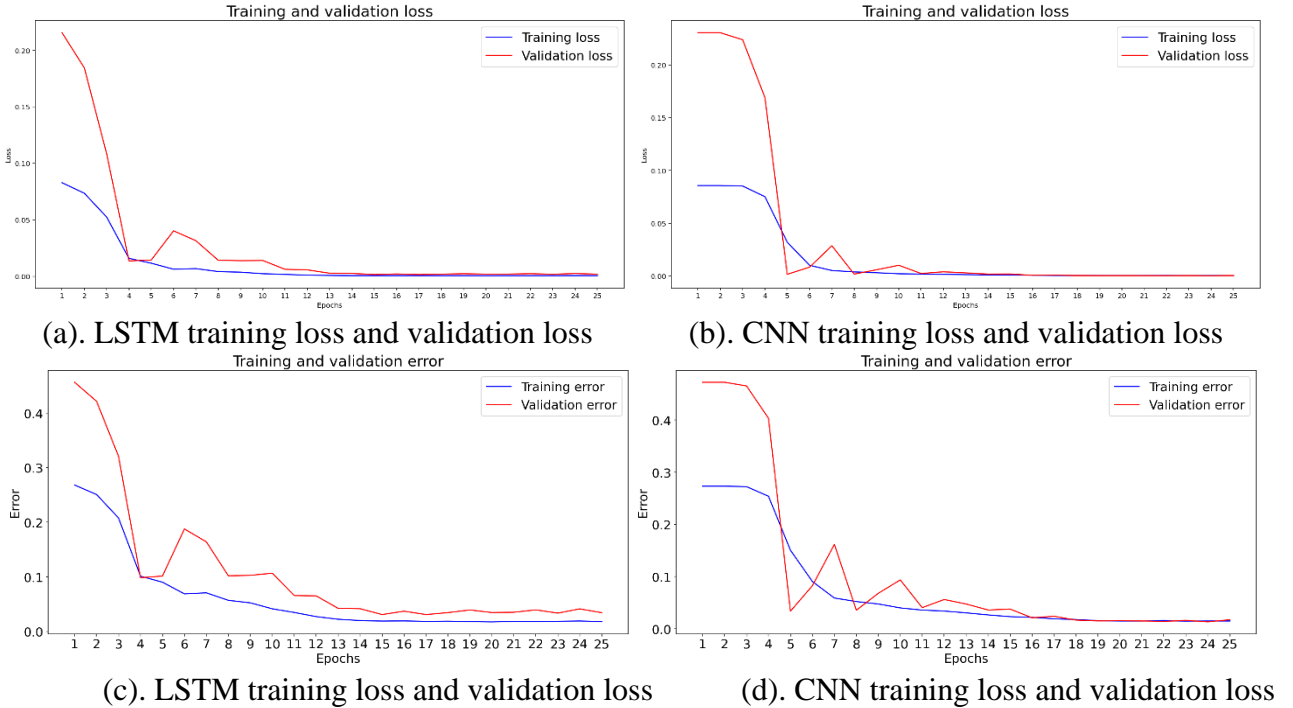 Training and validation loss
Training loss
Validation loss
0.20
0.15
0.10
0.05
0.00
Loss
1 2 3 4 5 6 7 8 9 10 11 12 13 14 15 16 17 18 19 20 21 22 23 24 25
Epochs
(a). LSTM training loss and validation loss
Training and validation loss
Training loss
Validation loss
0.20
0.15
0.10
0.05
0.00
Loss
1 2 3 4 5 6 7 8 9 10 11 12 13 14 15 16 17 18 19 20 21 22 23 24 25
Epochs
(b). CNN training loss and validation loss
Training and validation error
Training error
Validation error
0.4
0.3
0.2
0.1
0.0
Error
1 2 3 4 5 6 7 8 9 10 11 12 13 14 15 16 17 18 19 20 21 22 23 24 25
Epochs
(c). LSTM training loss and validation loss
Training and validation error
Training error
Validation error
0.4
0.3
0.2
0.1
0.0
Error
1 2 3 4 5 6 7 8 9 10 11 12 13 14 15 16 17 18 19 20 21 22 23 24 25
Epochs
(d). CNN training loss and validation loss